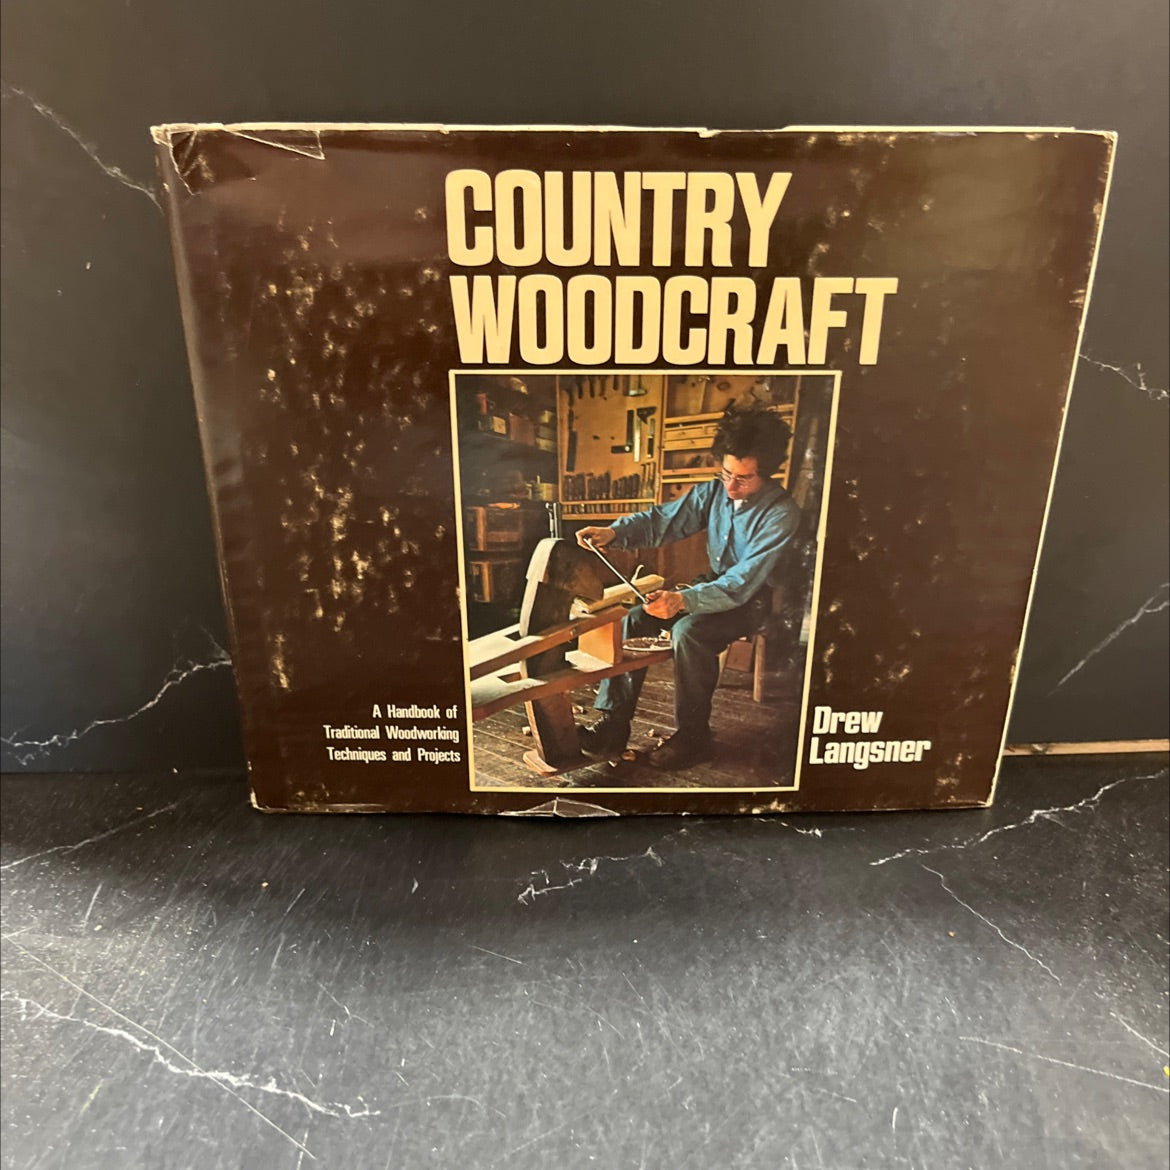 COUNTRY
WOODCRAFT
A Handbook of
Traditional Woodworking
Techniques and Projects
Drew
Langsner